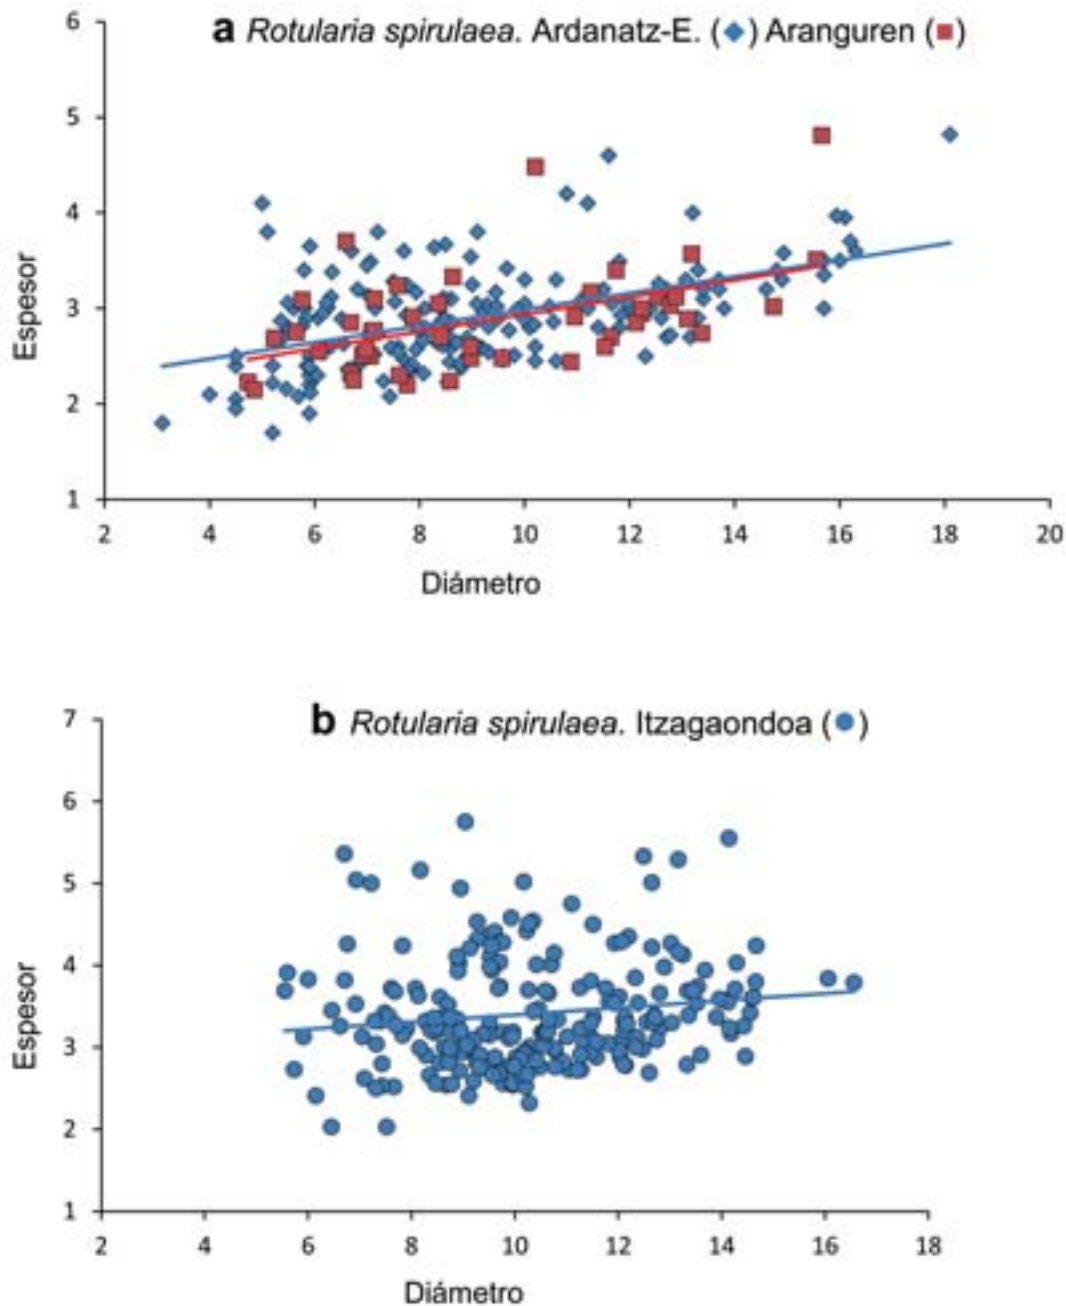 a Rotularia spirulaea. Ardanatz-E. (◆) Aranguren (■)
6
5
4
3
2
1
Espesor
2 4 6 8 10 12 14 16 18 20
Diámetro
b Rotularia spirulaea. Itzagaondoa (●)
7
6
5
4
3
2
1
Espesor
2 4 6 8 10 12 14 16 18
Diámetro